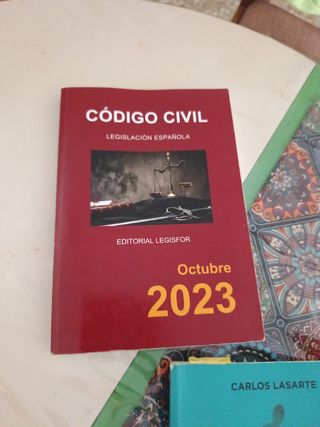 CÓDIGO CIVIL
LEGISLACIÓN ESPAÑOLA
EDITORIAL LEGISFOR
Octubre
2023
CARLOS LASARTE